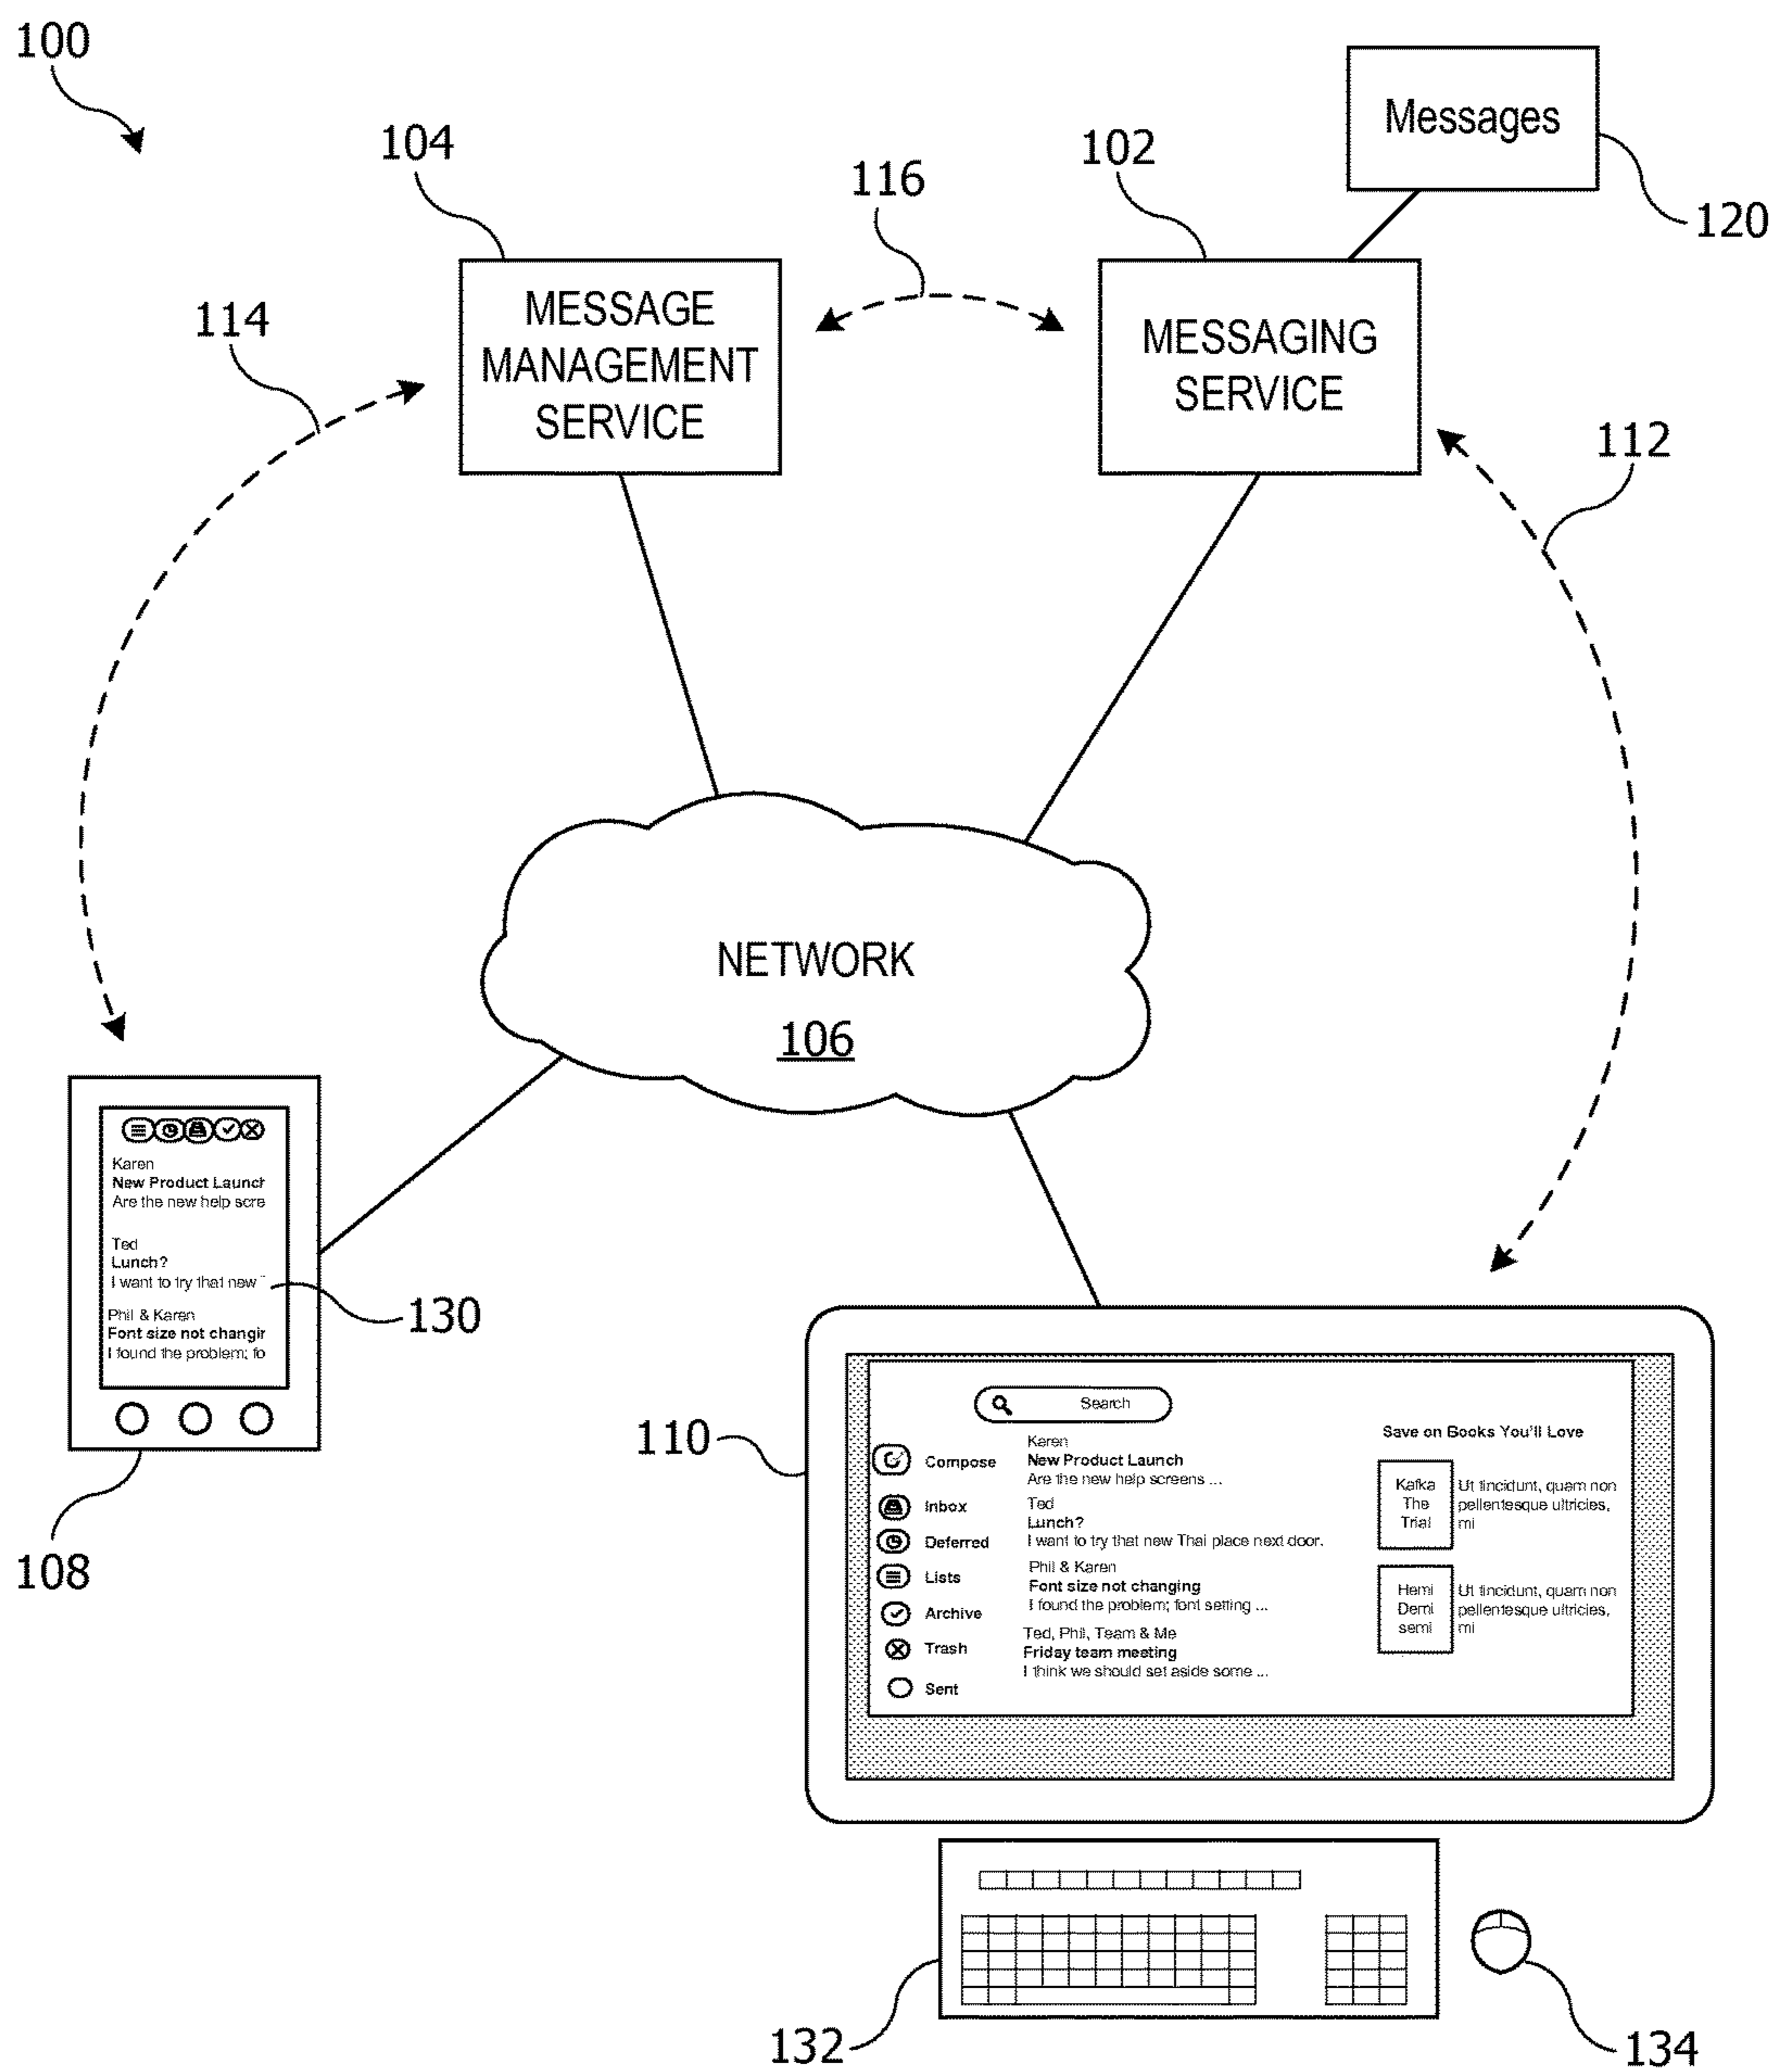 100
Messages
120
104
116
102
MESSAGE
MANAGEMENT
SERVICE
MESSAGING
SERVICE
114
112
NETWORK
106
Karen
New Product Launch
Are the new help scre
Ted
Lunch?
I want to try that new
Phil & Karen
Font size not changir
I found the problem; fo
130
108
110
Search
Compose
Inbox
Deferred
Lists
Archive
Trash
Sent
Karen
New Product Launch
Are the new help screens ...
Ted
Lunch?
I want to try that new Thai place next door.
Phil & Karen
Font size not changing
I found the problem; font setting ...
Ted, Phil, Team & Me
Friday team meeting
I think we should set aside some ...
Save on Books You'll Love
Kafka
The
Trial
Ut tincidunt, quam non
pellentesque ultricies,
mi
Hemi
Demi
semi
Ut tincidunt, quam non
pellentesque ultricies,
mi
132
134